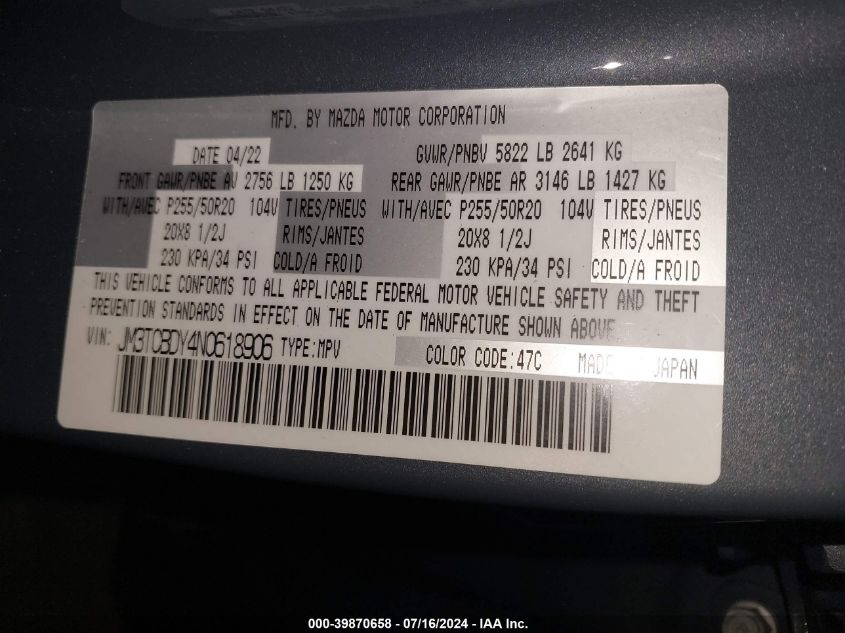 MFD. BY MAZDA MOTOR CORPORATION
DATE 04/22 GVWR/PNBV 5822 LB 2641 KG
FRONT GAWR/PNBE AV 2756 LB 1250 KG REAR GAWR/PNBE AR 3146 LB 1427 KG
WITH/AVEC P255/50R20 104V TIRES/PNEUS WITH/AVEC P255/50R20 104V TIRES/PNEUS
20X8 1/2J RIMS/JANTES 20X8 1/2J RIMS/JANTES
230 KPA/34 PSI COLD/A FROID 230 KPA/34 PSI COLD/A FROID
THIS VEHICLE CONFORMS TO ALL APPLICABLE FEDERAL MOTOR VEHICLE SAFETY AND THEFT
PREVENTION STANDARDS IN EFFECT ON THE DATE OF MANUFACTURE SHOWN ABOVE.
VIN: JM3TCBDY4N0618906 TYPE:MPV COLOR CODE:47C MADE JAPAN
000-39870658 - 07/16/2024 - IAA Inc.